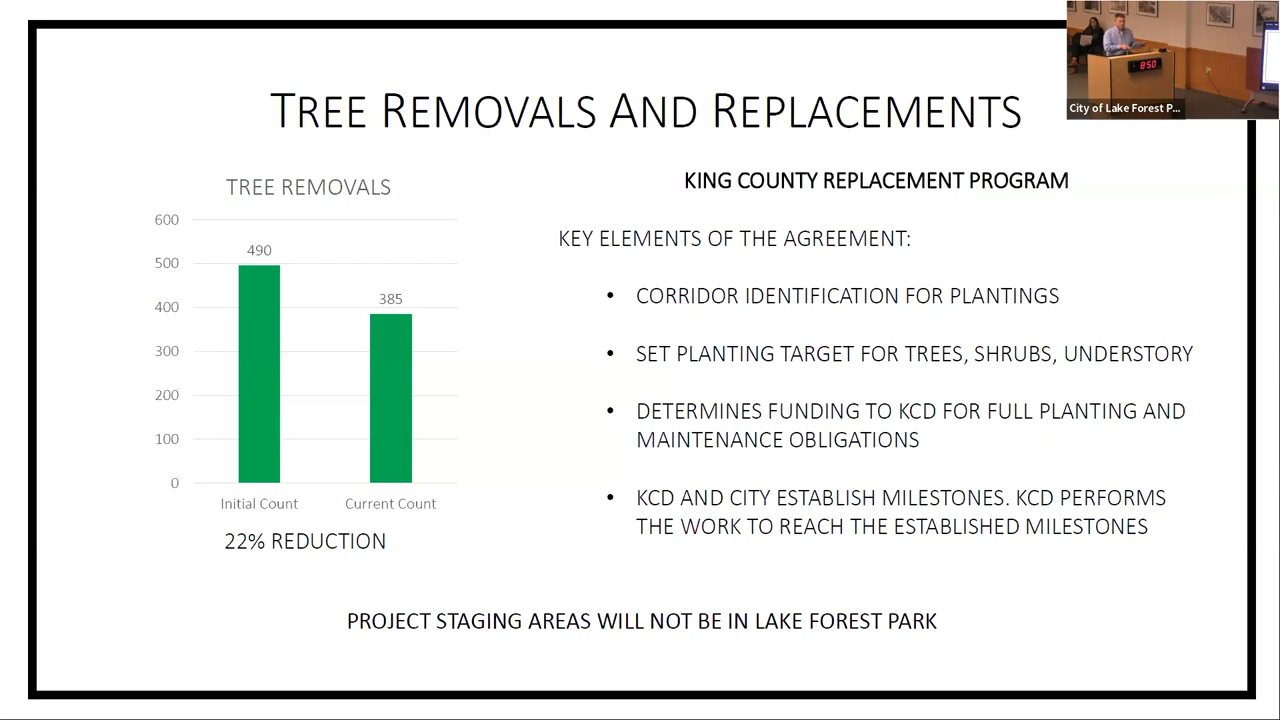 TREE REMOVALS AND REPLACEMENTS
8:50
City of Lake Forest P...
TREE REMOVALS
600
500
400
300
200
100
0
490
385
Initial Count
Current Count
22% REDUCTION
KING COUNTY REPLACEMENT PROGRAM
KEY ELEMENTS OF THE AGREEMENT:
• CORRIDOR IDENTIFICATION FOR PLANTINGS
• SET PLANTING TARGET FOR TREES, SHRUBS, UNDERSTORY
• DETERMINES FUNDING TO KCD FOR FULL PLANTING AND
MAINTENANCE OBLIGATIONS
• KCD AND CITY ESTABLISH MILESTONES. KCD PERFORMS
THE WORK TO REACH THE ESTABLISHED MILESTONES
PROJECT STAGING AREAS WILL NOT BE IN LAKE FOREST PARK